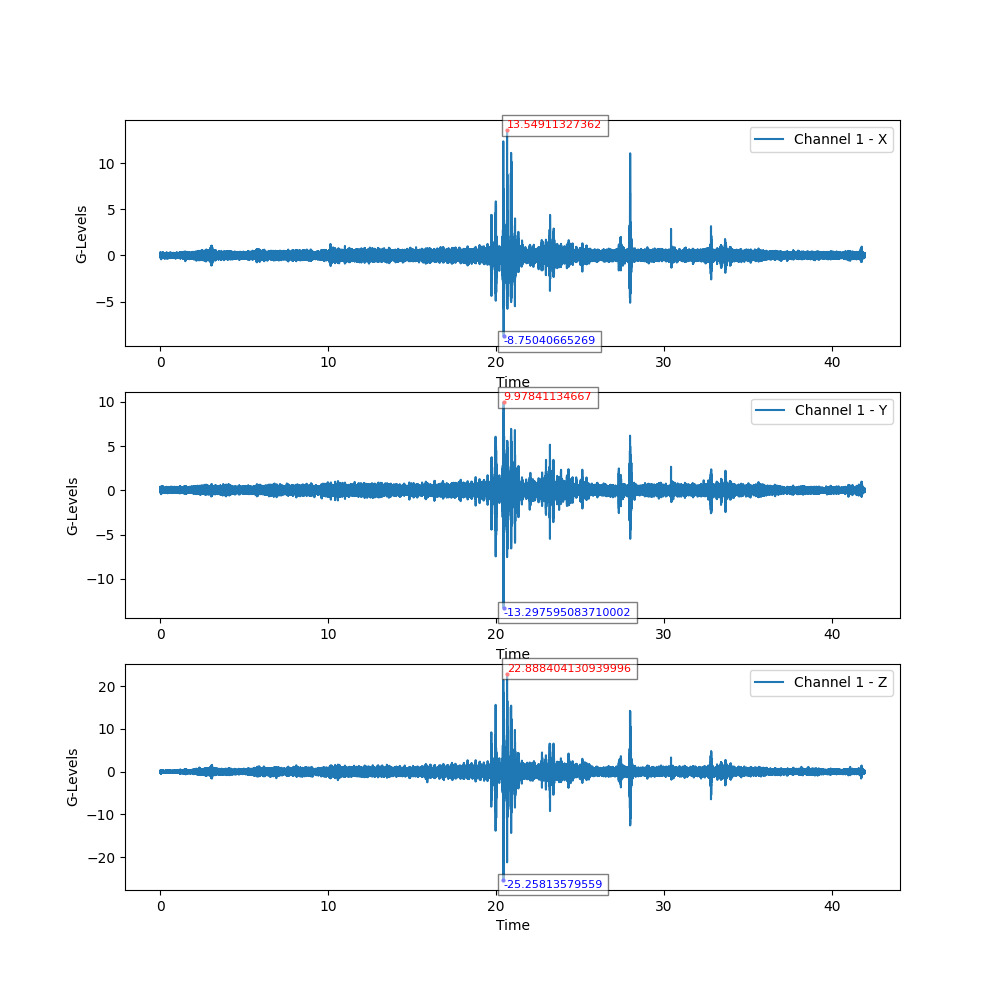 13.54911327362
Channel 1 - X
G-Levels
10
5
0
−5
-8.75040665269
0 10 20 30 40
Time
9.97841134667
Channel 1 - Y
G-Levels
10
5
0
−5
−10
-13.297595083710002
0 10 20 30 40
Time
22.888404130939996
Channel 1 - Z
G-Levels
20
10
0
−10
−20
-25.25813579559
0 10 20 30 40
Time